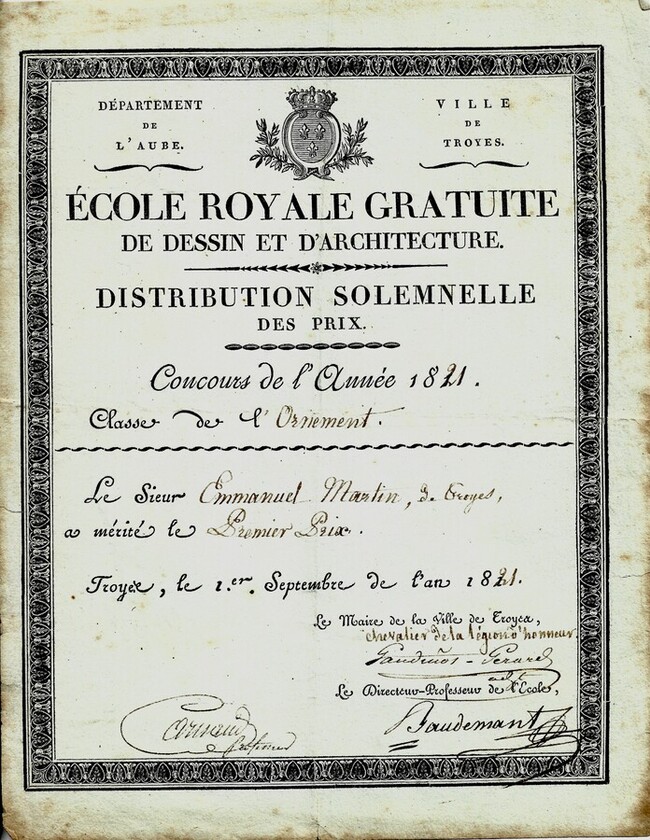 DÉPARTEMENT
DE
L'AUBE.
VILLE
DE
TROYES.
ÉCOLE ROYALE GRATUITE
DE DESSIN ET D'ARCHITECTURE.
DISTRIBUTION SOLEMNELLE
DES PRIX.
Concours de l'Année 1821.
Classe de l'Ornement.
Le Sieur Emmanuel Martin, de Troyes,
a mérité le Premier Prix.
Troyes, le 1.er Septembre de l'an 1821.
Le Maire de la Ville de Troyes,
chevalier de la légion d'honneur.
Le Directeur-Professeur de l'École,
Baudemant